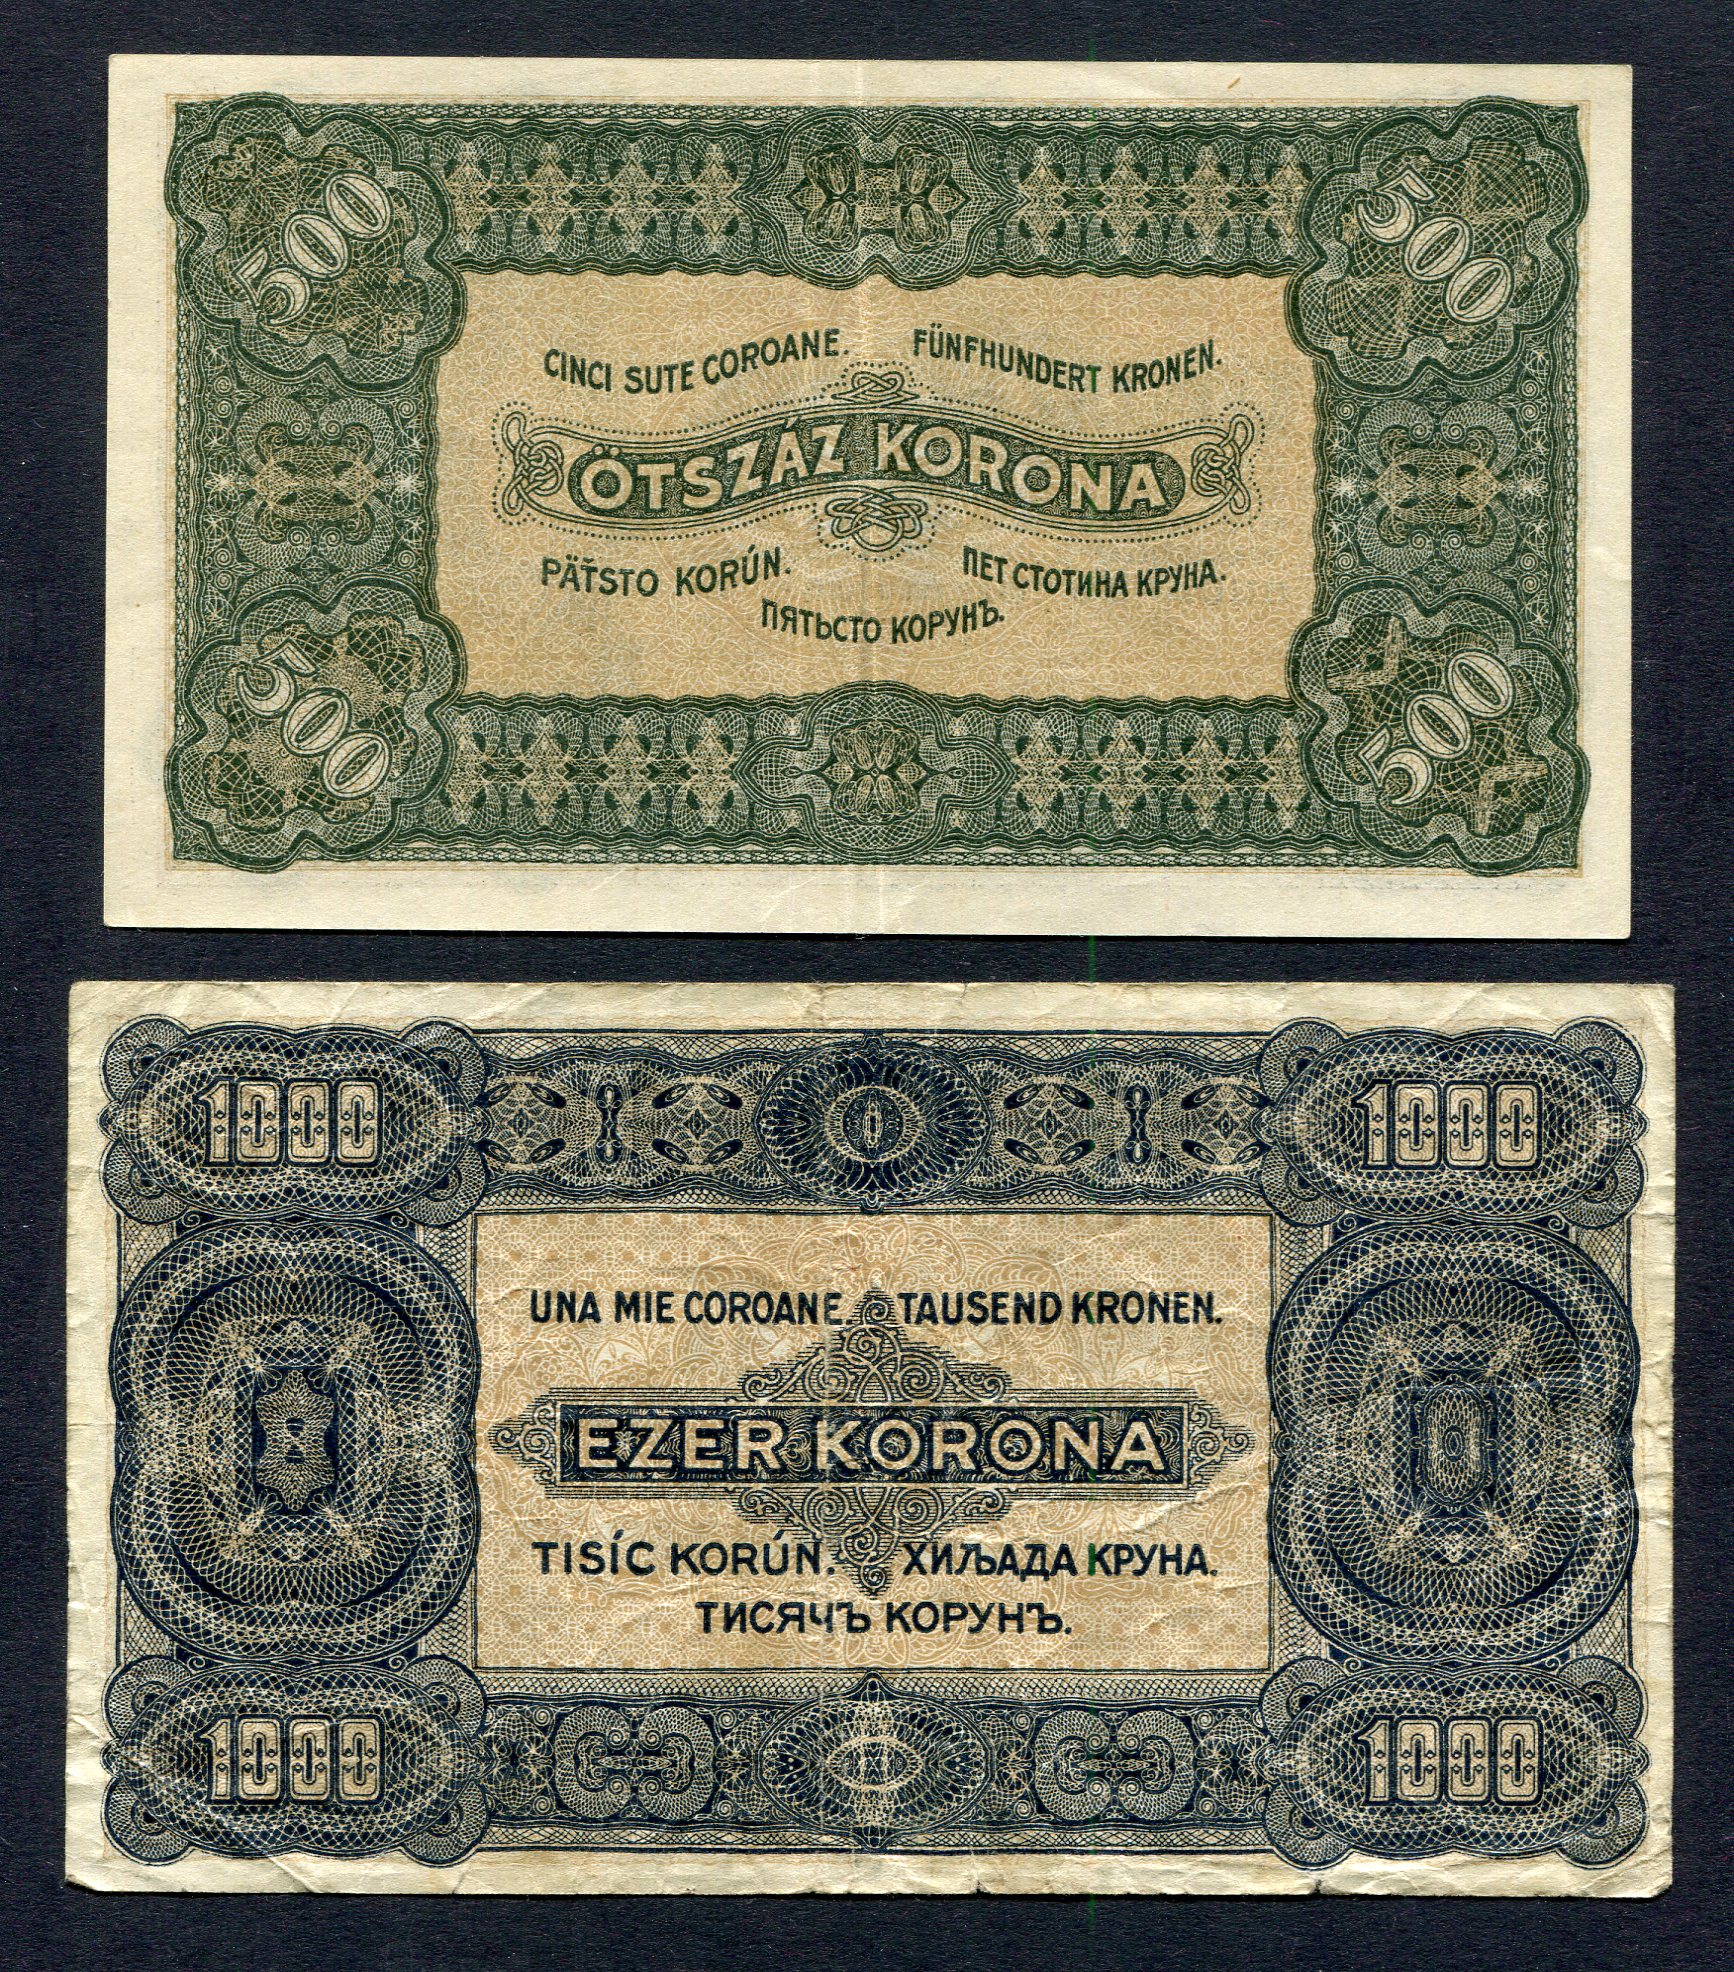 500
500
CINCI SUTE COROANE. FÜNFHUNDERT KRONEN.
ÖTSZÁZ KORONA
PÄŤSTO KORÚN. ПЕТ СТОТИНА КРУНА.
ПЯТЬСТО КОРУНЪ.
500
500
1000
1000
UNA MIE COROANE. TAUSEND KRONEN.
EZER KORONA
TISÍC KORÚN. ХИЉАДА КРУНА.
ТИСЯЧЪ КОРУНЪ.
1000
1000